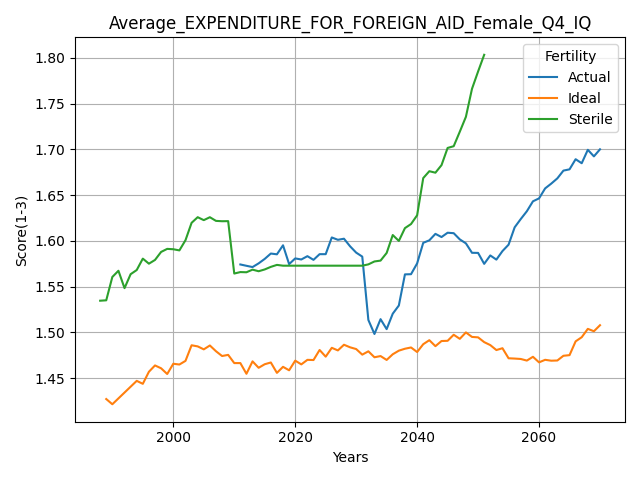 Average_EXPENDITURE_FOR_FOREIGN_AID_Female_Q4_IQ
Fertility
Actual
Ideal
Sterile
Score(1-3)
1.80
1.75
1.70
1.65
1.60
1.55
1.50
1.45
2000
2020
2040
2060
Years